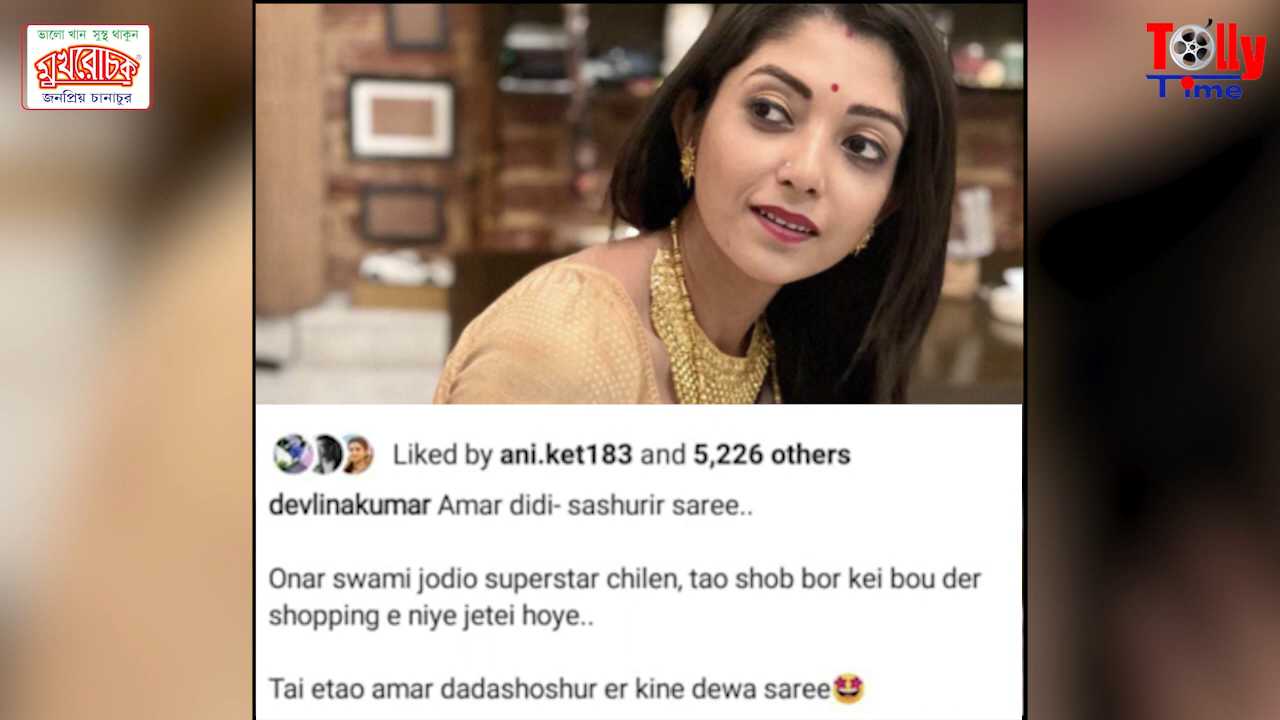 ভালো খান সুস্থ থাকুন
মুখরোচক
জনপ্রিয় চানাচুর
Tolly
Time
Liked by ani.ket183 and 5,226 others
devlinakumar Amar didi- sashurir saree..
Onar swami jodio superstar chilen, tao shob bor kei bou der
shopping e niye jetei hoye..
Tai etao amar dadashoshur er kine dewa saree🤩